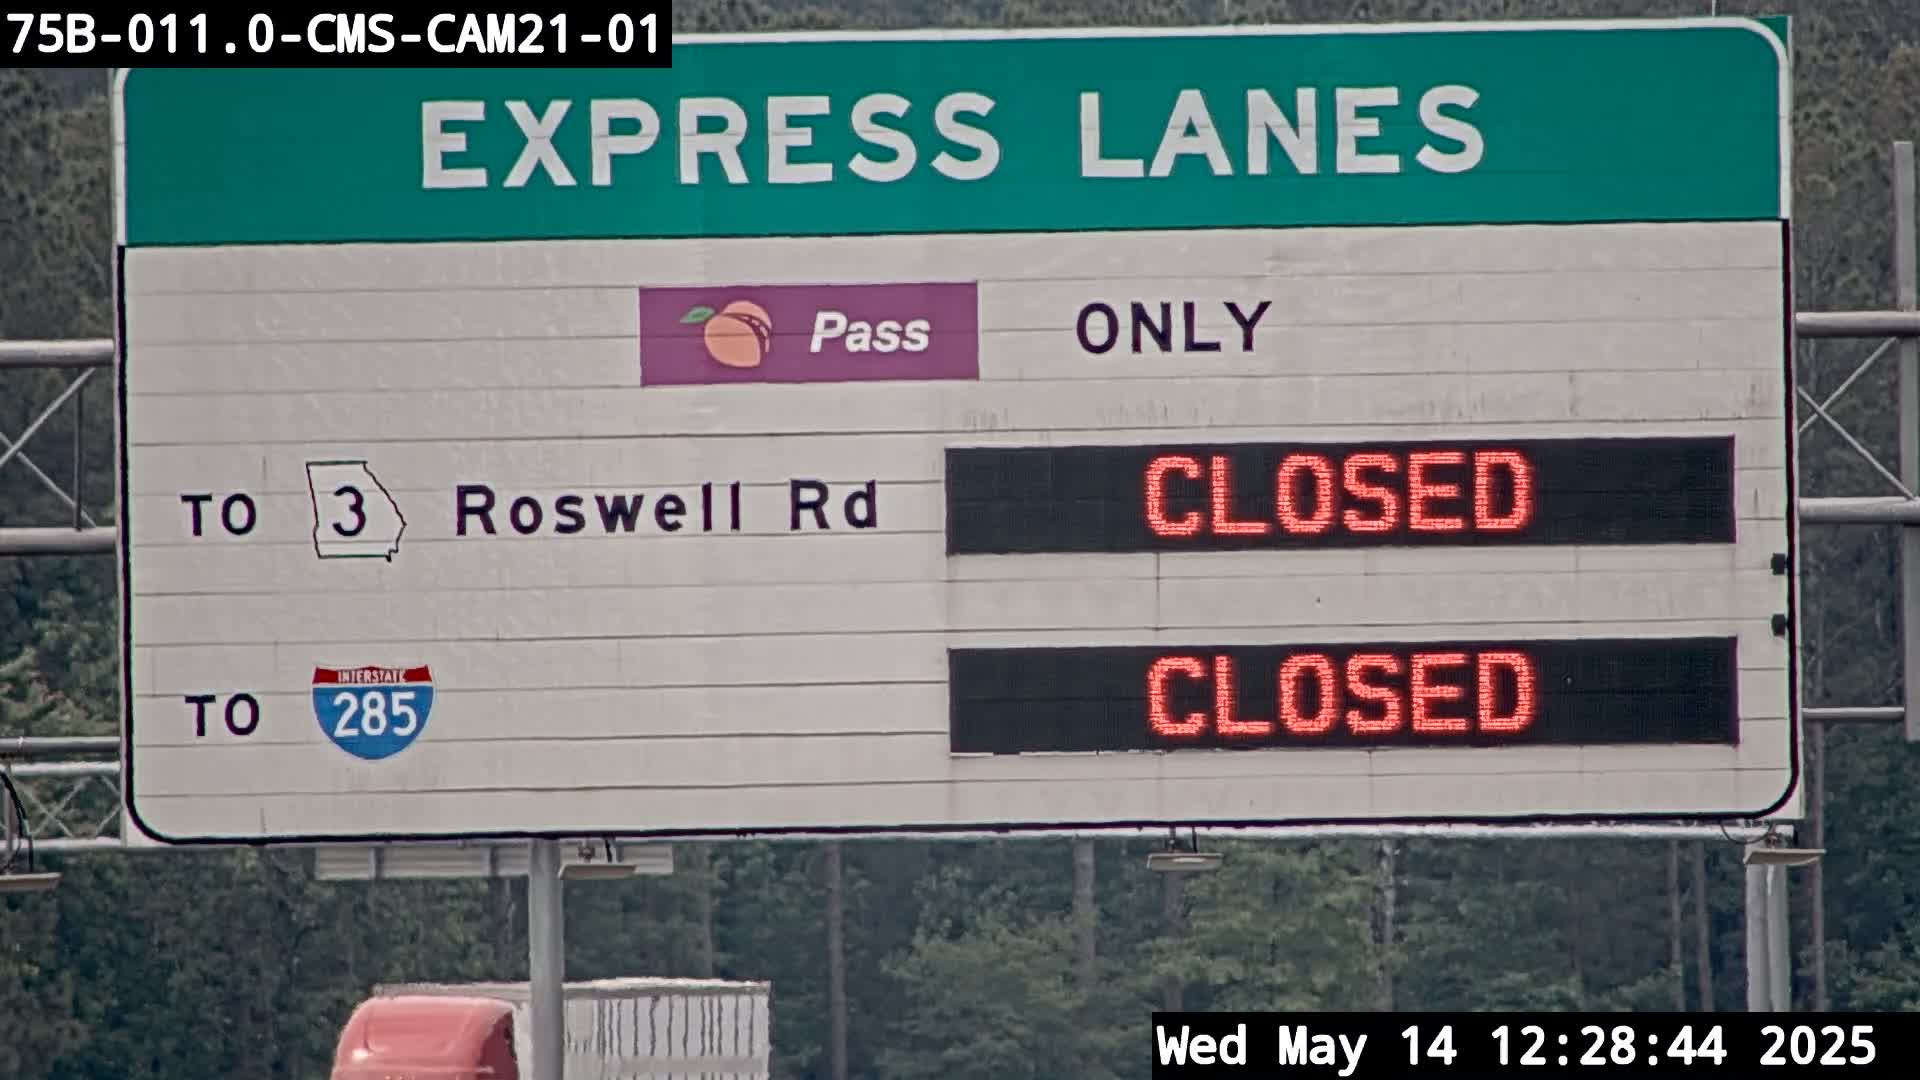 75B-011.0-CMS-CAM21-01
EXPRESS LANES
Pass ONLY
TO 3 Roswell Rd CLOSED
TO INTERSTATE 285 CLOSED
Wed May 14 12:28:44 2025